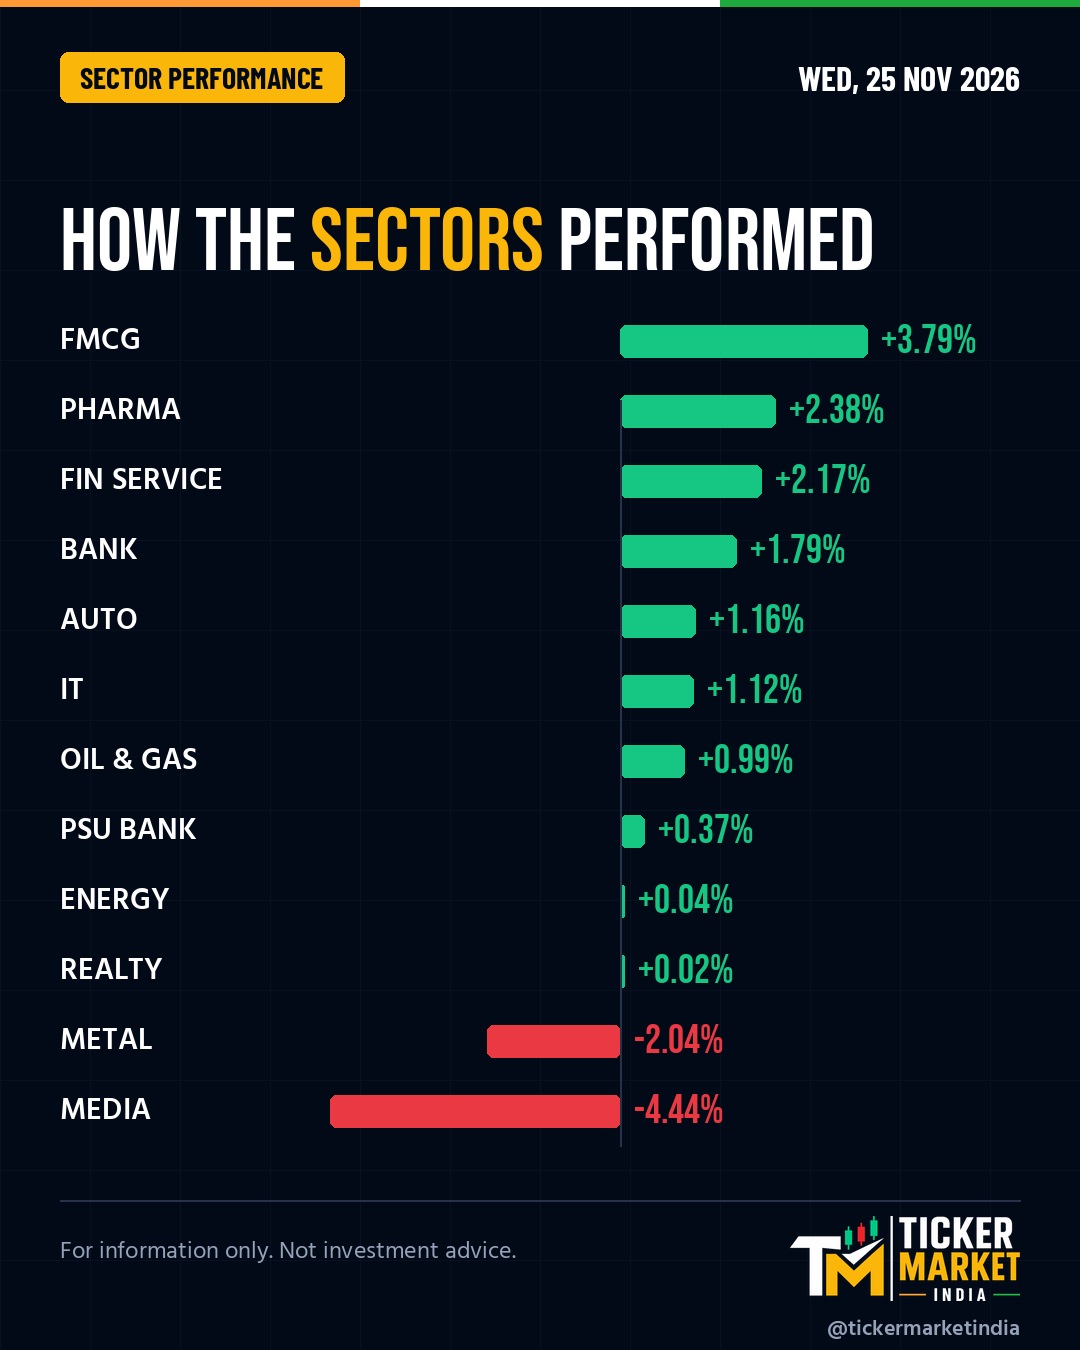 SECTOR PERFORMANCE
WED, 25 NOV 2026
HOW THE SECTORS PERFORMED
FMCG +3.79%
PHARMA +2.38%
FIN SERVICE +2.17%
BANK +1.79%
AUTO +1.16%
IT +1.12%
OIL & GAS +0.99%
PSU BANK +0.37%
ENERGY +0.04%
REALTY +0.02%
METAL -2.04%
MEDIA -4.44%
For information only. Not investment advice.
TM
TICKER
MARKET
INDIA
@tickermarketindia